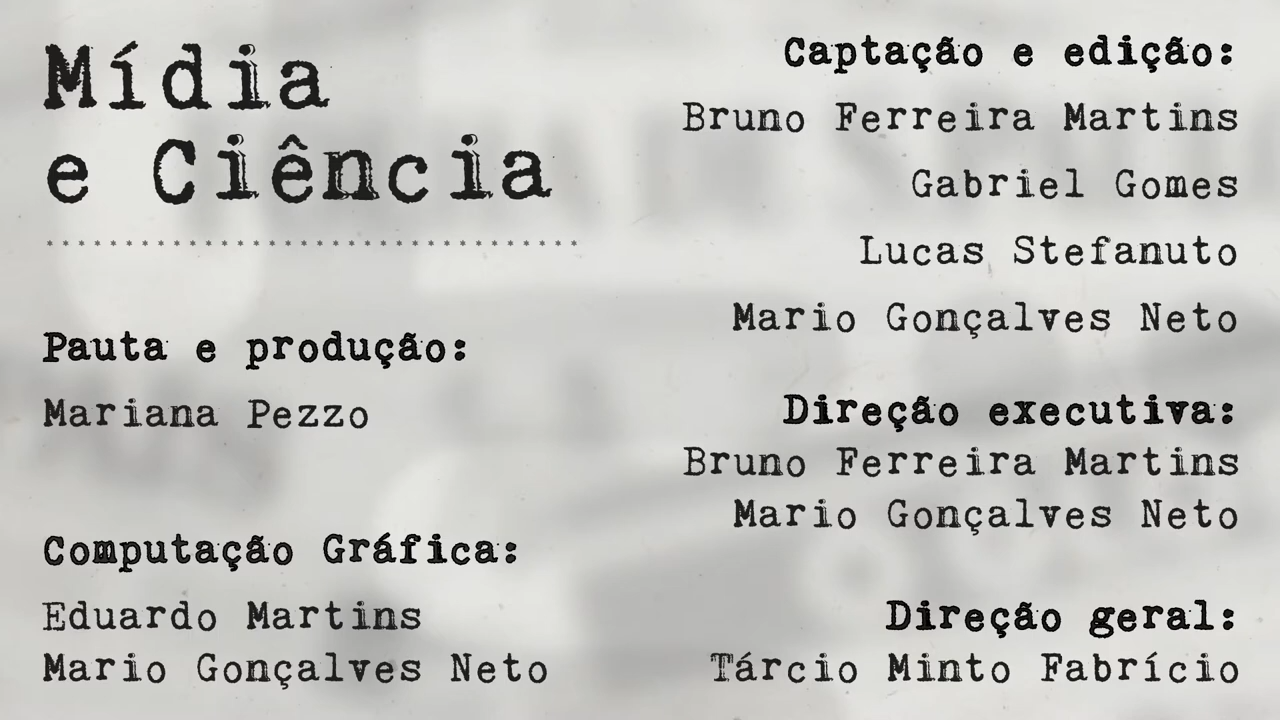 Mídia
e Ciência
Pauta e produção:
Mariana Pezzo
Computação Gráfica:
Eduardo Martins
Mario Gonçalves Neto
Captação e edição:
Bruno Ferreira Martins
Gabriel Gomes
Lucas Stefanuto
Mario Gonçalves Neto
Direção executiva:
Bruno Ferreira Martins
Mario Gonçalves Neto
Direção geral:
Tárcio Minto Fabrício